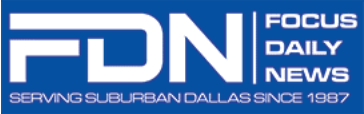 FDN
FOCUS
DAILY
NEWS
SERVING SUBURBAN DALLAS SINCE 1987